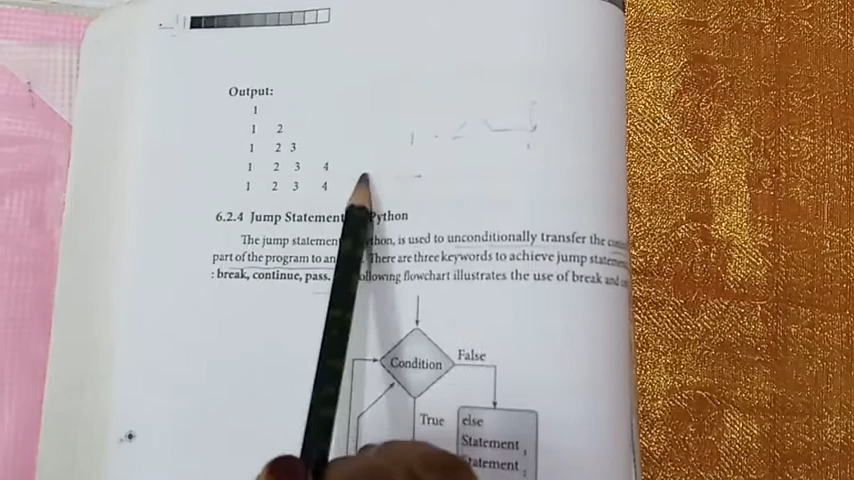 Output:
1
1 2
1 2 3
1 2 3 4
1 2 3 4
6.2.4 Jump Statement Python
The jump statemen is used to unconditionally transfer the
part of the program to There are three keywords to achieve jump
: break, continue, pass. flowchart illustrates the use of break and
Condition
False
True
else
Statement 1
Statement 2